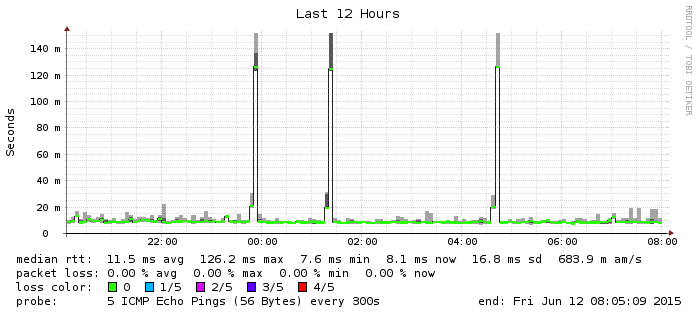 Last 12 Hours
RRDTOOL / TOBI OETIKER
Seconds
140 m
120 m
100 m
80 m
60 m
40 m
20 m
0
22:00 00:00 02:00 04:00 06:00 08:00
median rtt: 11.5 ms avg 126.2 ms max 7.6 ms min 8.1 ms now 16.8 ms sd 683.9 m am/s
packet loss: 0.00 % avg 0.00 % max 0.00 % min 0.00 % now
loss color: 0 1/5 2/5 3/5 4/5
probe: 5 ICMP Echo Pings (56 Bytes) every 300s end: Fri Jun 12 08:05:09 2015